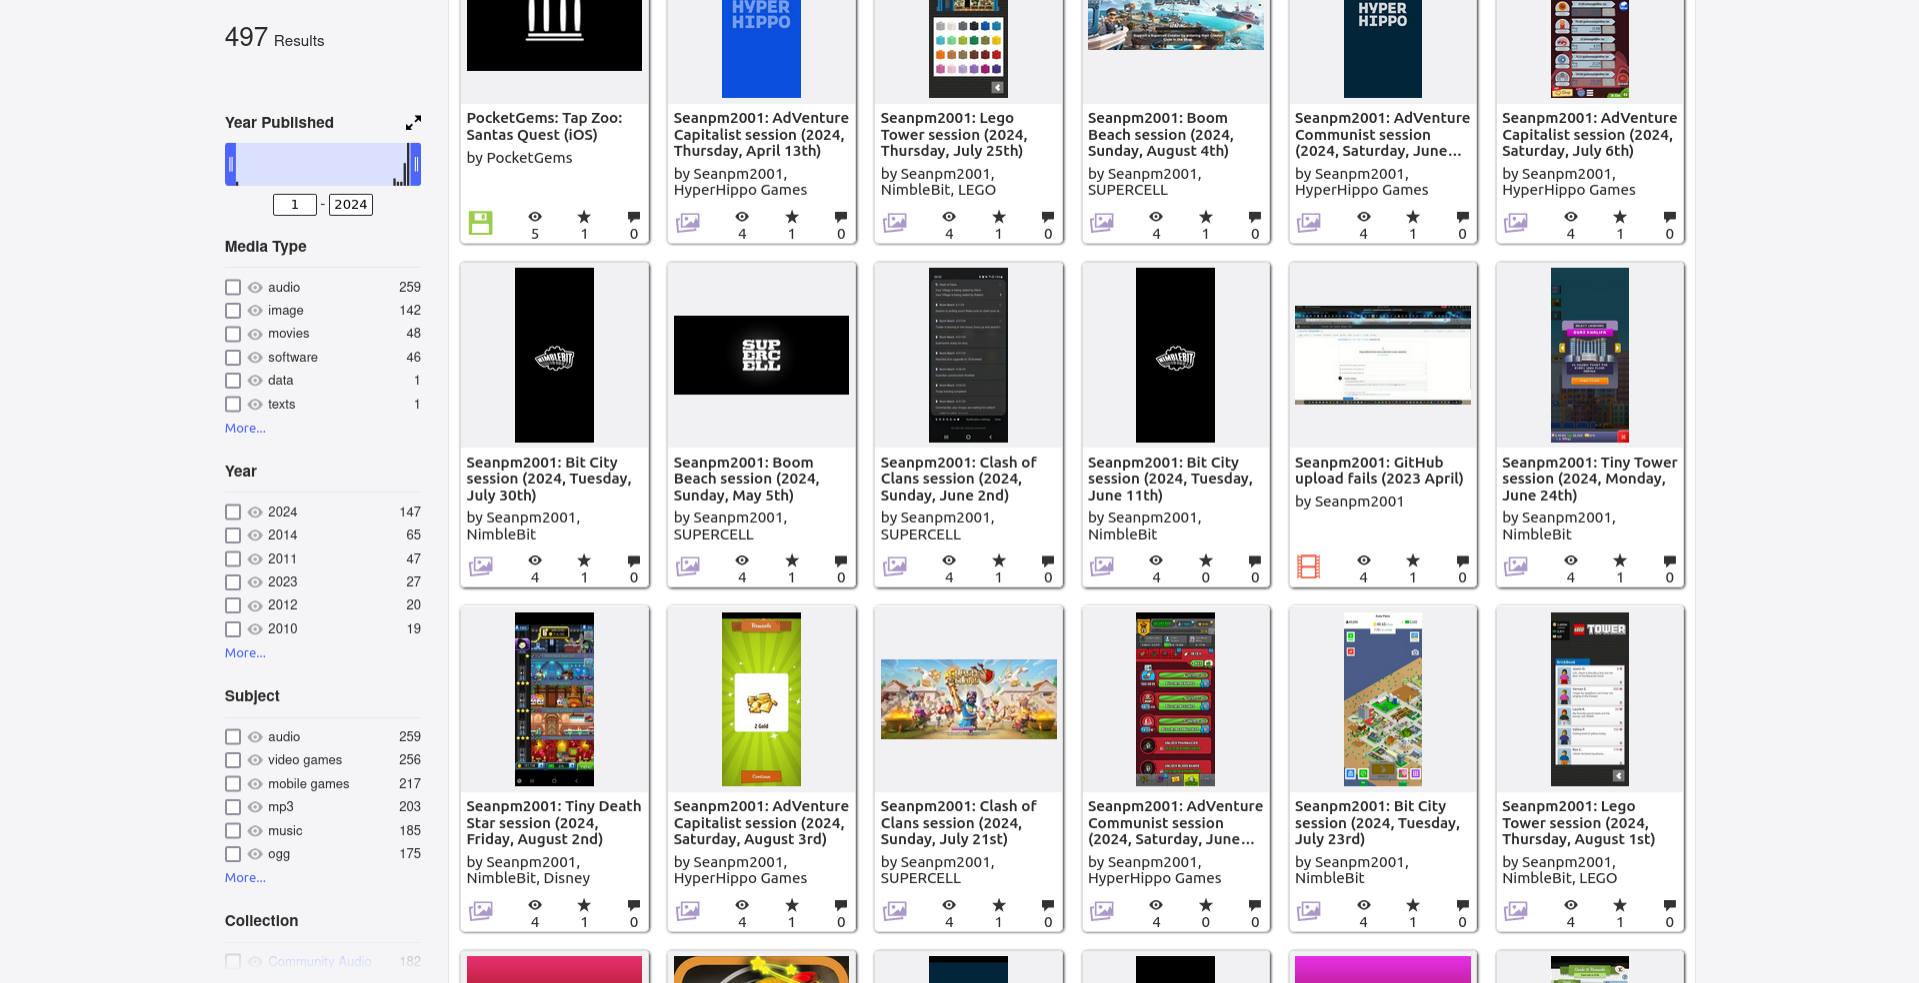 497 Results
Year Published
1 - 2024
Media Type
audio 259
image 142
movies 48
software 46
data 1
texts 1
More...
Year
2024 147
2014 65
2011 47
2023 27
2012 20
2010 19
More...
Subject
audio 259
video games 256
mobile games 217
mp3 203
music 185
ogg 175
More...
Collection
Community Audio 182
HYPER
HIPPO
HYPER
HIPPO
PocketGems: Tap Zoo:
Santas Quest (iOS)
by PocketGems
5 1 0
Seanpm2001: AdVenture
Capitalist session (2024,
Thursday, April 13th)
by Seanpm2001,
HyperHippo Games
4 1 0
Seanpm2001: Lego
Tower session (2024,
Thursday, July 25th)
by Seanpm2001,
NimbleBit, LEGO
4 1 0
Seanpm2001: Boom
Beach session (2024,
Sunday, August 4th)
by Seanpm2001,
SUPERCELL
4 1 0
Seanpm2001: AdVenture
Communist session
(2024, Saturday, June...
by Seanpm2001,
HyperHippo Games
4 1 0
Seanpm2001: AdVenture
Capitalist session (2024,
Saturday, July 6th)
by Seanpm2001,
HyperHippo Games
4 1 0
NIMBLEBIT
Seanpm2001: Bit City
session (2024, Tuesday,
July 30th)
by Seanpm2001,
NimbleBit
4 1 0
SUP
ERC
ELL
Seanpm2001: Boom
Beach session (2024,
Sunday, May 5th)
by Seanpm2001,
SUPERCELL
4 1 0
Seanpm2001: Clash of
Clans session (2024,
Sunday, June 2nd)
by Seanpm2001,
SUPERCELL
4 1 0
NIMBLEBIT
Seanpm2001: Bit City
session (2024, Tuesday,
June 11th)
by Seanpm2001,
NimbleBit
4 0 0
Seanpm2001: GitHub
upload fails (2023 April)
by Seanpm2001
4 1 0
Seanpm2001: Tiny Tower
session (2024, Monday,
June 24th)
by Seanpm2001,
NimbleBit
4 1 0
Seanpm2001: Tiny Death
Star session (2024,
Friday, August 2nd)
by Seanpm2001,
NimbleBit, Disney
4 1 0
Rewards
2 Gold
Continue
Seanpm2001: AdVenture
Capitalist session (2024,
Saturday, August 3rd)
by Seanpm2001,
HyperHippo Games
4 1 0
Seanpm2001: Clash of
Clans session (2024,
Sunday, July 21st)
by Seanpm2001,
SUPERCELL
4 1 0
Seanpm2001: AdVenture
Communist session
(2024, Saturday, June...
by Seanpm2001,
HyperHippo Games
4 0 0
Seanpm2001: Bit City
session (2024, Tuesday,
July 23rd)
by Seanpm2001,
NimbleBit
4 1 0
LEGO TOWER
Seanpm2001: Lego
Tower session (2024,
Thursday, August 1st)
by Seanpm2001,
NimbleBit, LEGO
4 1 0